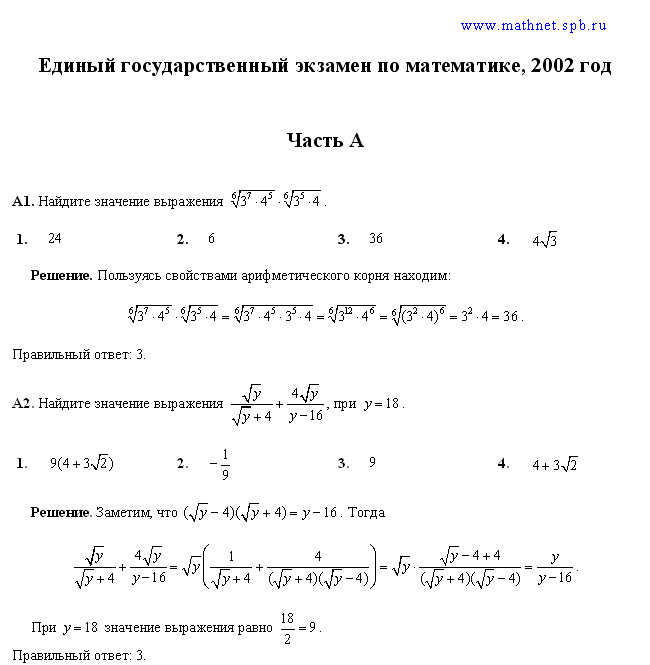 www.mathnet.spb.ru
Единый государственный экзамен по математике, 2002 год
Часть А
А1. Найдите значение выражения $\sqrt[6]{3^7 \cdot 4^5} \cdot \sqrt[6]{3^5 \cdot 4}$ .
1. 24 2. 6 3. 36 4. $4\sqrt{3}$
Решение. Пользуясь свойствами арифметического корня находим:
$\sqrt[6]{3^7 \cdot 4^5} \cdot \sqrt[6]{3^5 \cdot 4} = \sqrt[6]{3^7 \cdot 4^5 \cdot 3^5 \cdot 4} = \sqrt[6]{3^{12} \cdot 4^6} = \sqrt[6]{(3^2 \cdot 4)^6} = 3^2 \cdot 4 = 36$ .
Правильный ответ: 3.
А2. Найдите значение выражения $\frac{\sqrt{y}}{\sqrt{y}+4} + \frac{4\sqrt{y}}{y-16}$, при $y = 18$ .
1. $9(4+3\sqrt{2})$ 2. $-\frac{1}{9}$ 3. 9 4. $4+3\sqrt{2}$
Решение. Заметим, что $(\sqrt{y}-4)(\sqrt{y}+4) = y-16$ . Тогда
$\frac{\sqrt{y}}{\sqrt{y}+4} + \frac{4\sqrt{y}}{y-16} = \sqrt{y}\left(\frac{1}{\sqrt{y}+4} + \frac{4}{(\sqrt{y}+4)(\sqrt{y}-4)}\right) = \sqrt{y} \cdot \frac{\sqrt{y}-4+4}{(\sqrt{y}+4)(\sqrt{y}-4)} = \frac{y}{y-16}$ .
При $y = 18$ значение выражения равно $\frac{18}{2} = 9$ .
Правильный ответ: 3.